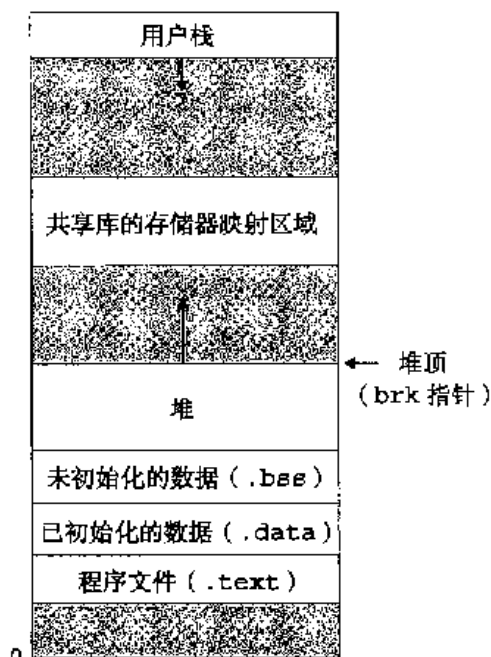 用户栈
共享库的存储器映射区域
堆顶
（brk 指针）
堆
未初始化的数据（.bss）
已初始化的数据（.data）
程序文件（.text）
0